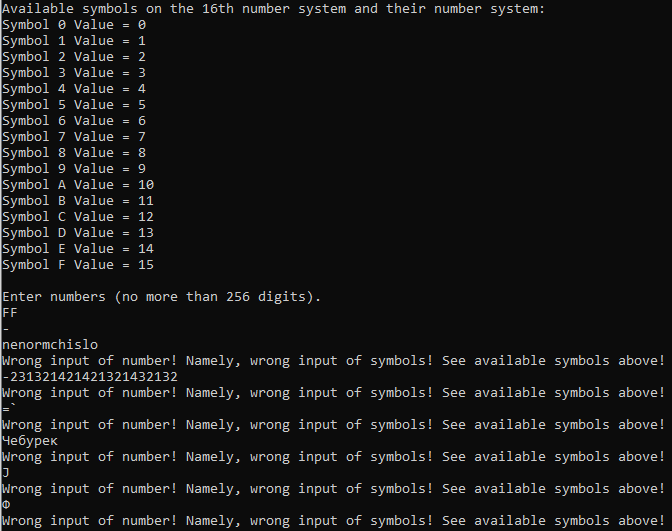 Available symbols on the 16th number system and their number system:
Symbol 0 Value = 0
Symbol 1 Value = 1
Symbol 2 Value = 2
Symbol 3 Value = 3
Symbol 4 Value = 4
Symbol 5 Value = 5
Symbol 6 Value = 6
Symbol 7 Value = 7
Symbol 8 Value = 8
Symbol 9 Value = 9
Symbol A Value = 10
Symbol B Value = 11
Symbol C Value = 12
Symbol D Value = 13
Symbol E Value = 14
Symbol F Value = 15
Enter numbers (no more than 256 digits).
FF
-
nenormchislo
Wrong input of number! Namely, wrong input of symbols! See available symbols above!
-231321421421321432132
Wrong input of number! Namely, wrong input of symbols! See available symbols above!
=`
Wrong input of number! Namely, wrong input of symbols! See available symbols above!
Чебурек
Wrong input of number! Namely, wrong input of symbols! See available symbols above!
J
Wrong input of number! Namely, wrong input of symbols! See available symbols above!
Ф
Wrong input of number! Namely, wrong input of symbols! See available symbols above!